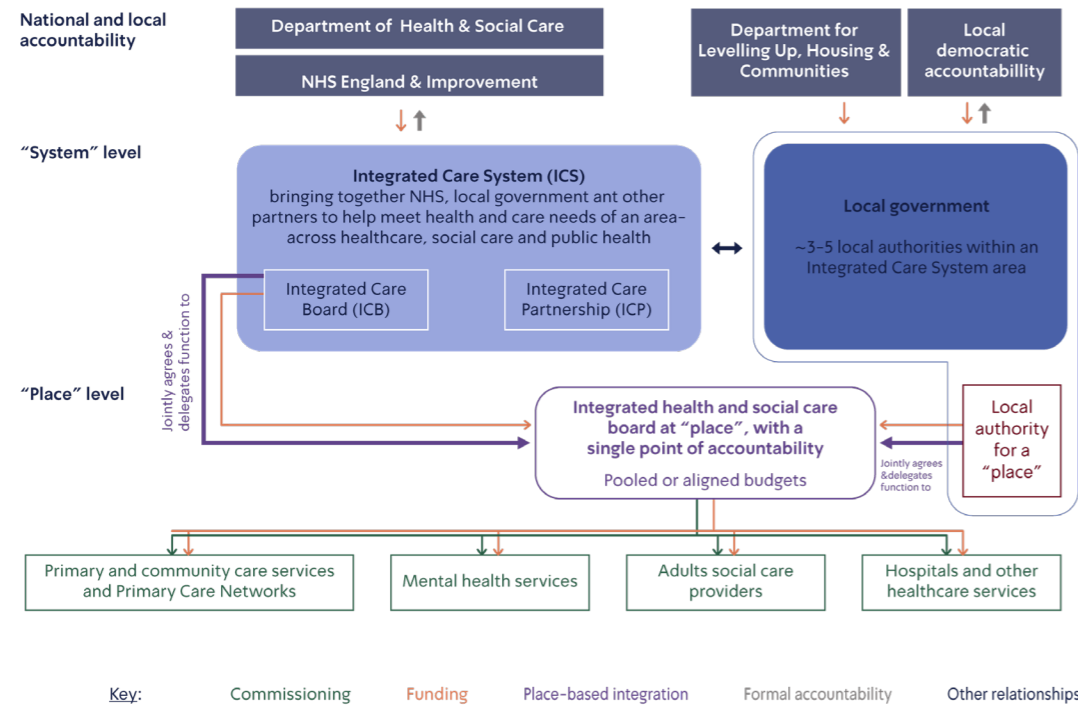 National and local
accountability
Department of Health & Social Care
NHS England & Improvement
Department for
Levelling Up, Housing &
Communities
Local
democratic
accountabillity
“System” level
Integrated Care System (ICS)
bringing together NHS, local government ant other
partners to help meet health and care needs of an area–
across healthcare, social care and public health
Integrated Care
Board (ICB)
Integrated Care
Partnership (ICP)
Local government
~3-5 local authorities within an
Integrated Care System area
Jointly agrees &
delegates function to
“Place” level
Integrated health and social care
board at “place”, with a
single point of accountability
Pooled or aligned budgets
Local
authority
for a
“place”
Jointly agrees
&delegates
function to
Primary and community care services
and Primary Care Networks
Mental health services
Adults social care
providers
Hospitals and other
healthcare services
Key:
Commissioning
Funding
Place-based integration
Formal accountability
Other relationships